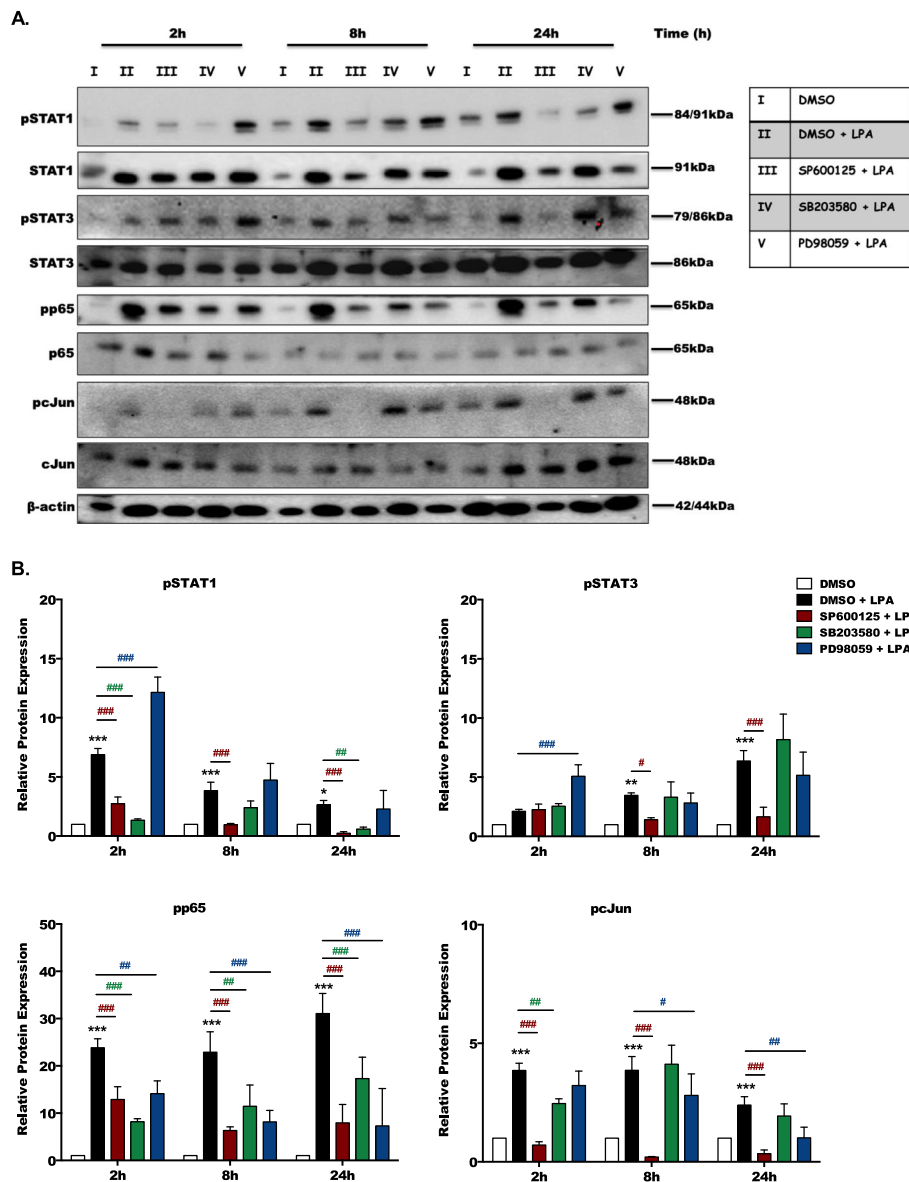 A.
2h 8h 24h Time (h)
I II III IV V I II III IV V I II III IV V
pSTAT1 84/91kDa
STAT1 91kDa
pSTAT3 79/86kDa
STAT3 86kDa
pp65 65kDa
p65 65kDa
pcJun 48kDa
cJun 48kDa
β-actin 42/44kDa
I DMSO
II DMSO + LPA
III SP600125 + LPA
IV SB203580 + LPA
V PD98059 + LPA
B.
pSTAT1
Relative Protein Expression
20
15
10
5
0
***
###
###
###
***
###
*
###
##
2h 8h 24h
pSTAT3
Relative Protein Expression
20
15
10
5
0
###
**
#
***
###
2h 8h 24h
DMSO
DMSO + LPA
SP600125 + LP
SB203580 + LP
PD98059 + LPA
pp65
Relative Protein Expression
50
40
30
20
10
0
***
###
###
##
***
###
##
###
***
###
###
###
2h 8h 24h
pcJun
Relative Protein Expression
10
5
0
***
###
##
***
###
#
***
###
##
2h 8h 24h